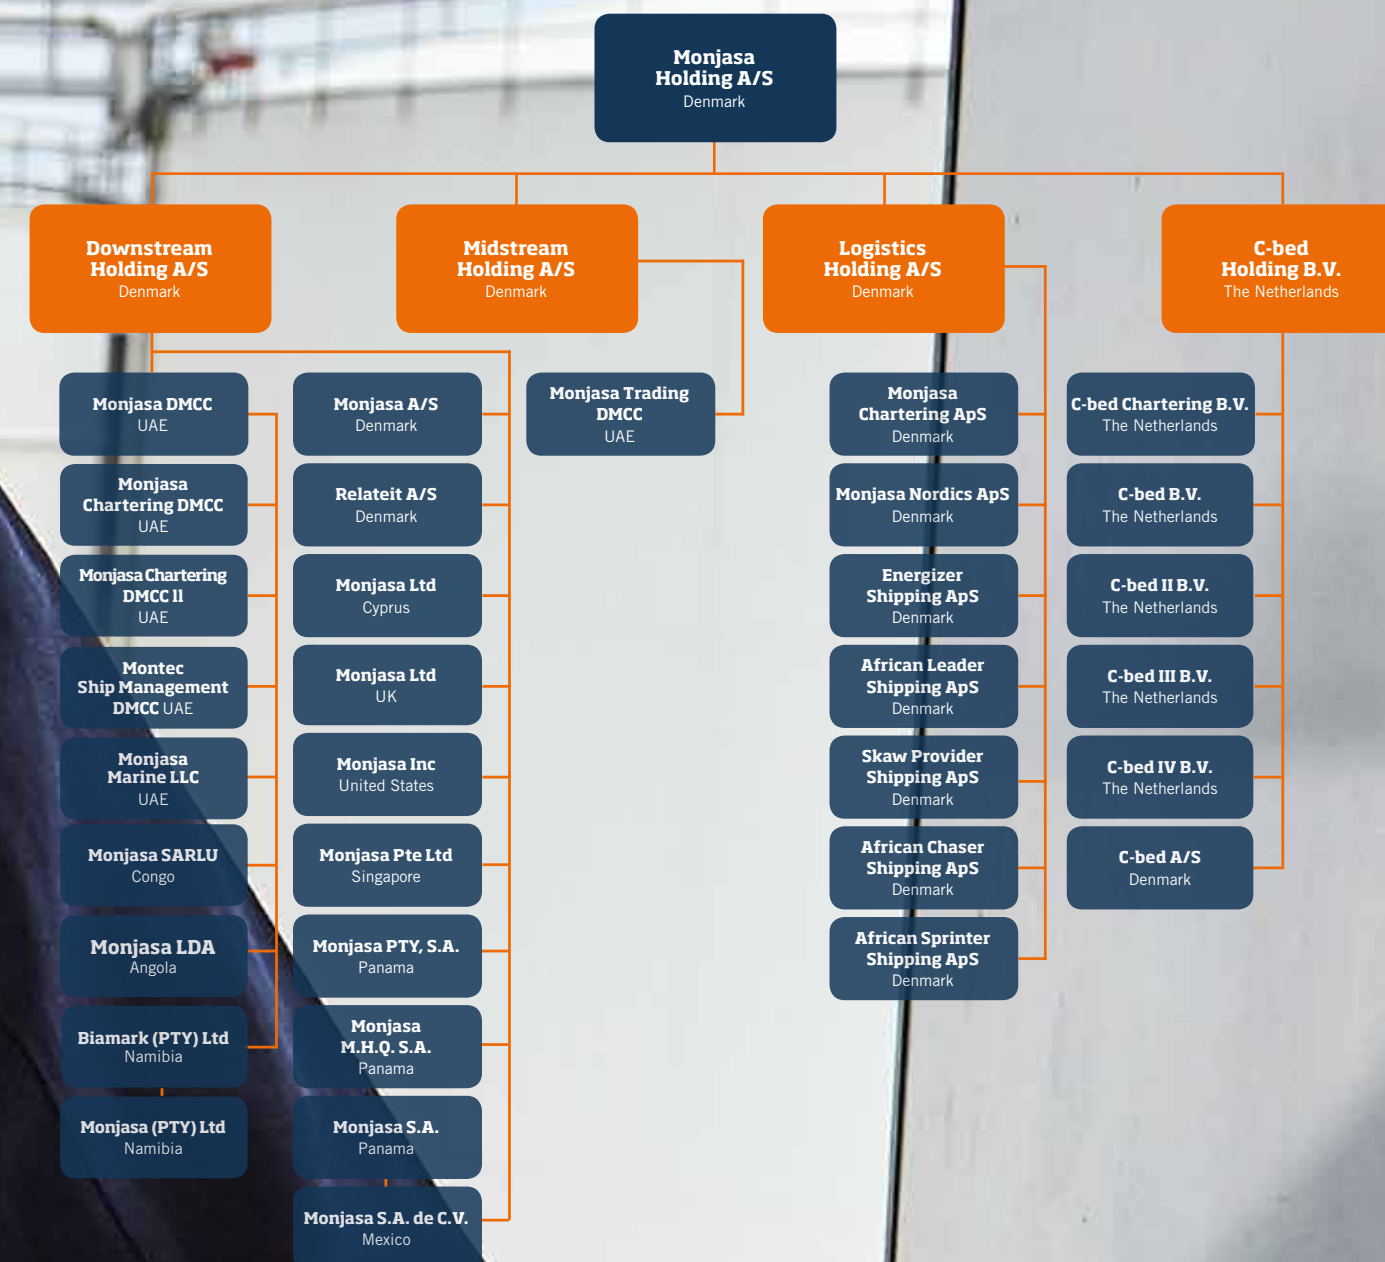 Monjasa
Holding A/S
Denmark
Downstream
Holding A/S
Denmark
Midstream
Holding A/S
Denmark
Logistics
Holding A/S
Denmark
C-bed
Holding B.V.
The Netherlands
Monjasa DMCC
UAE
Monjasa
Chartering DMCC
UAE
Monjasa Chartering
DMCC ll
UAE
Montec
Ship Management
DMCC UAE
Monjasa
Marine LLC
UAE
Monjasa SARLU
Congo
Monjasa LDA
Angola
Biamark (PTY) Ltd
Namibia
Monjasa (PTY) Ltd
Namibia
Monjasa A/S
Denmark
Relateit A/S
Denmark
Monjasa Ltd
Cyprus
Monjasa Ltd
UK
Monjasa Inc
United States
Monjasa Pte Ltd
Singapore
Monjasa PTY, S.A.
Panama
Monjasa
M.H.Q. S.A.
Panama
Monjasa S.A.
Panama
Monjasa S.A. de C.V.
Mexico
Monjasa Trading
DMCC
UAE
Monjasa
Chartering ApS
Denmark
Monjasa Nordics ApS
Denmark
Energizer
Shipping ApS
Denmark
African Leader
Shipping ApS
Denmark
Skaw Provider
Shipping ApS
Denmark
African Chaser
Shipping ApS
Denmark
African Sprinter
Shipping ApS
Denmark
C-bed Chartering B.V.
The Netherlands
C-bed B.V.
The Netherlands
C-bed II B.V.
The Netherlands
C-bed III B.V.
The Netherlands
C-bed IV B.V.
The Netherlands
C-bed A/S
Denmark